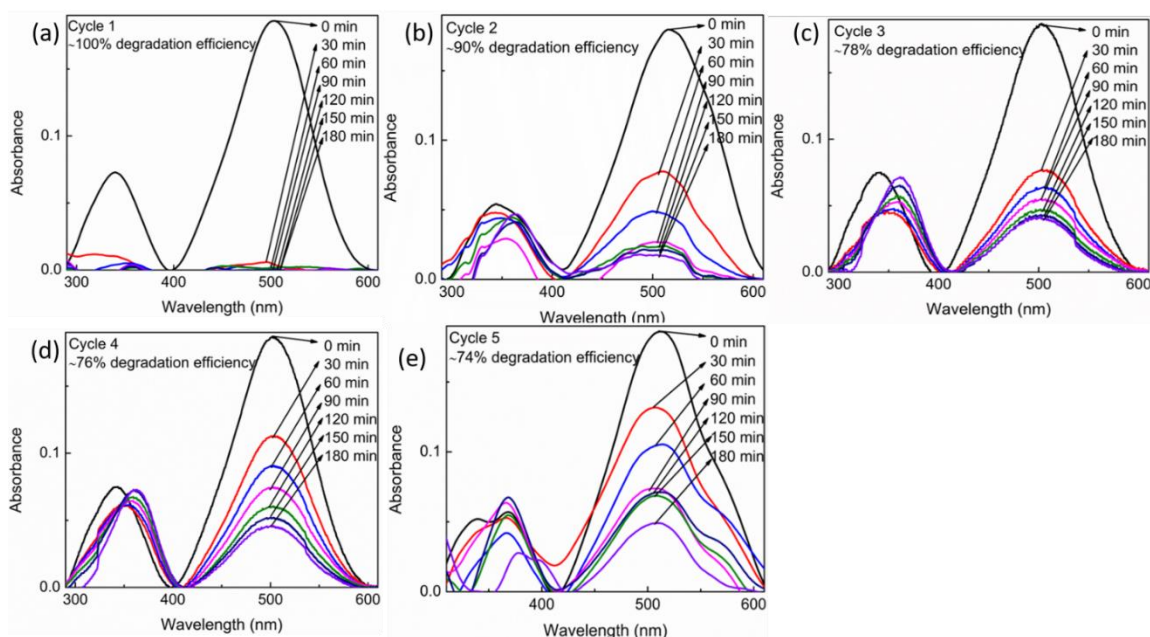 (a)
Cycle 1
~100% degradation efficiency
0 min
30 min
60 min
90 min
120 min
150 min
180 min
Absorbance
0.1
0.0
300
400
500
600
Wavelength (nm)
(b)
Cycle 2
~90% degradation efficiency
0 min
30 min
60 min
90 min
120 min
150 min
180 min
Absorbance
0.1
0.0
300
400
500
600
Wavelength (nm)
(c)
Cycle 3
~78% degradation efficiency
0 min
30 min
60 min
90 min
120 min
150 min
180 min
Absorbance
0.1
0.0
300
400
500
600
Wavelength (nm)
(d)
Cycle 4
~76% degradation efficiency
0 min
30 min
60 min
90 min
120 min
150 min
180 min
Absorbance
0.1
0.0
300
400
500
600
Wavelength (nm)
(e)
Cycle 5
~74% degradation efficiency
0 min
30 min
60 min
90 min
120 min
150 min
180 min
Absorbance
0.1
0.0
400
500
600
Wavelength (nm)